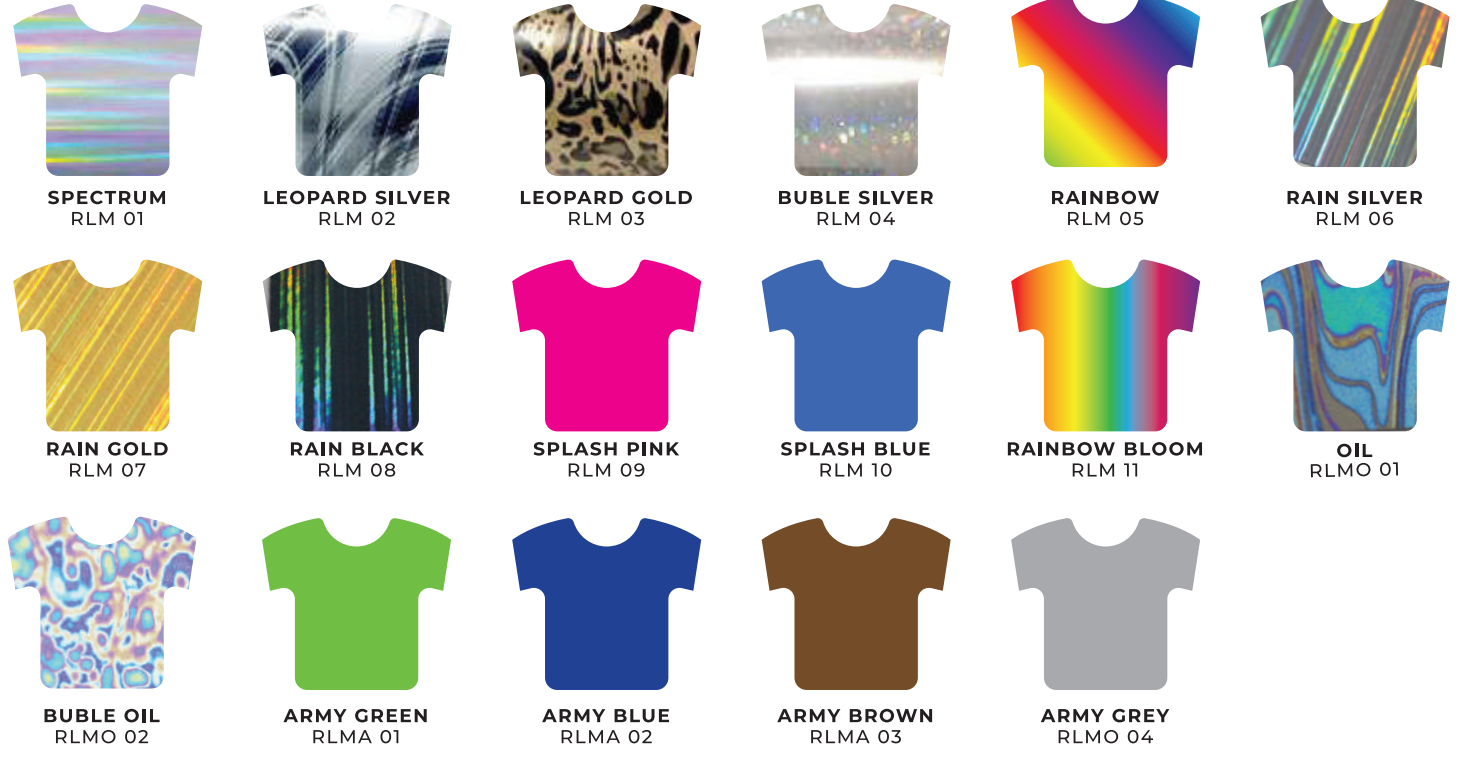 SPECTRUM
RLM 01
LEOPARD SILVER
RLM 02
LEOPARD GOLD
RLM 03
BUBLE SILVER
RLM 04
RAINBOW
RLM 05
RAIN SILVER
RLM 06
RAIN GOLD
RLM 07
RAIN BLACK
RLM 08
SPLASH PINK
RLM 09
SPLASH BLUE
RLM 10
RAINBOW BLOOM
RLM 11
OIL
RLMO 01
BUBLE OIL
RLMO 02
ARMY GREEN
RLMA 01
ARMY BLUE
RLMA 02
ARMY BROWN
RLMA 03
ARMY GREY
RLMO 04